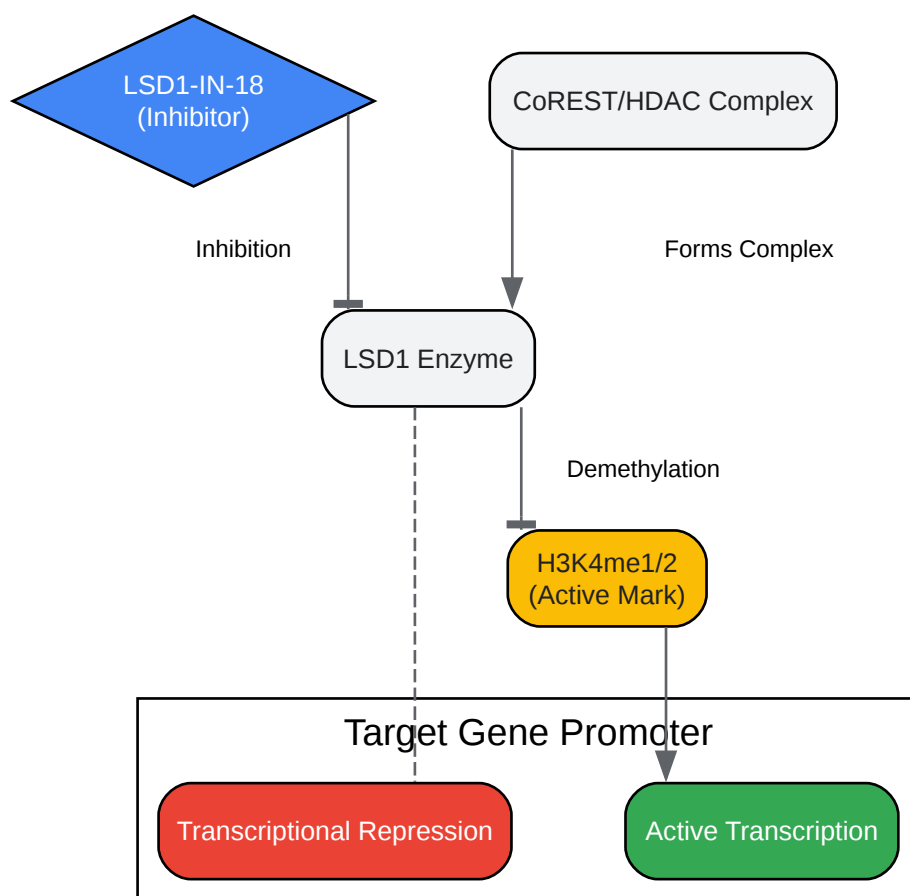 LSD1-IN-18
(Inhibitor)
CoREST/HDAC Complex
Inhibition
Forms Complex
LSD1 Enzyme
Demethylation
H3K4me1/2
(Active Mark)
Target Gene Promoter
Transcriptional Repression
Active Transcription